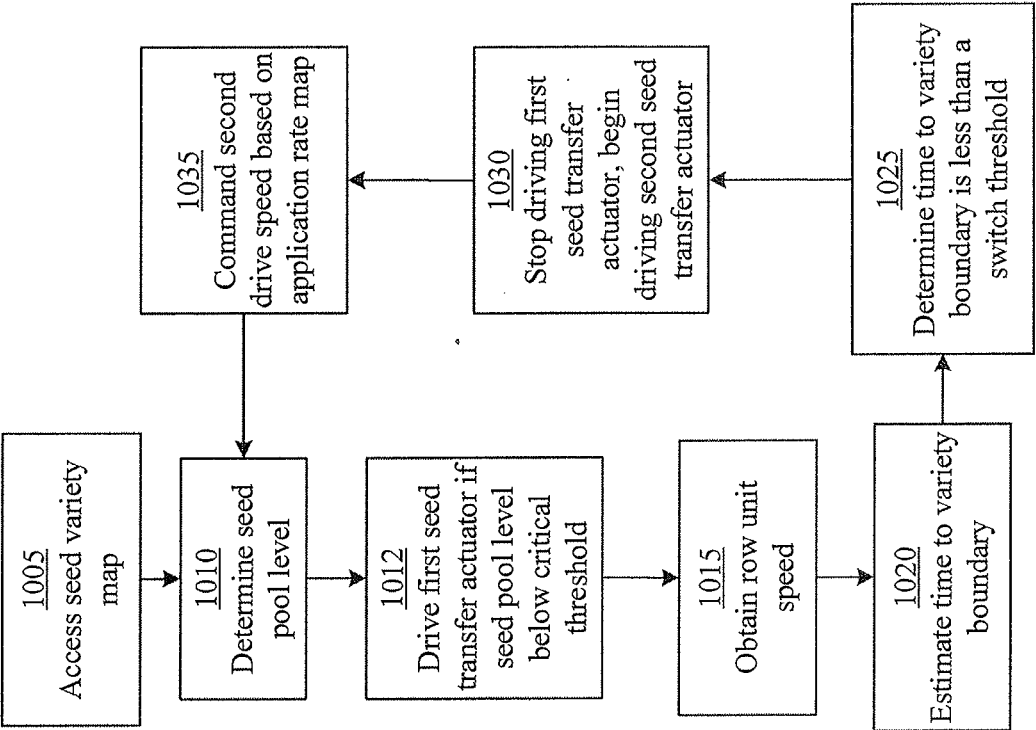 1005
Access seed variety
map
1010
Determine seed
pool level
1012
Drive first seed
transfer actuator if
seed pool level
below critical
threshold
1015
Obtain row unit
speed
1020
Estimate time to variety
boundary
1025
Determine time to variety
boundary is less than a
switch threshold
1030
Stop driving first
seed transfer
actuator, begin
driving second seed
transfer actuator
1035
Command second
drive speed based on
application rate map